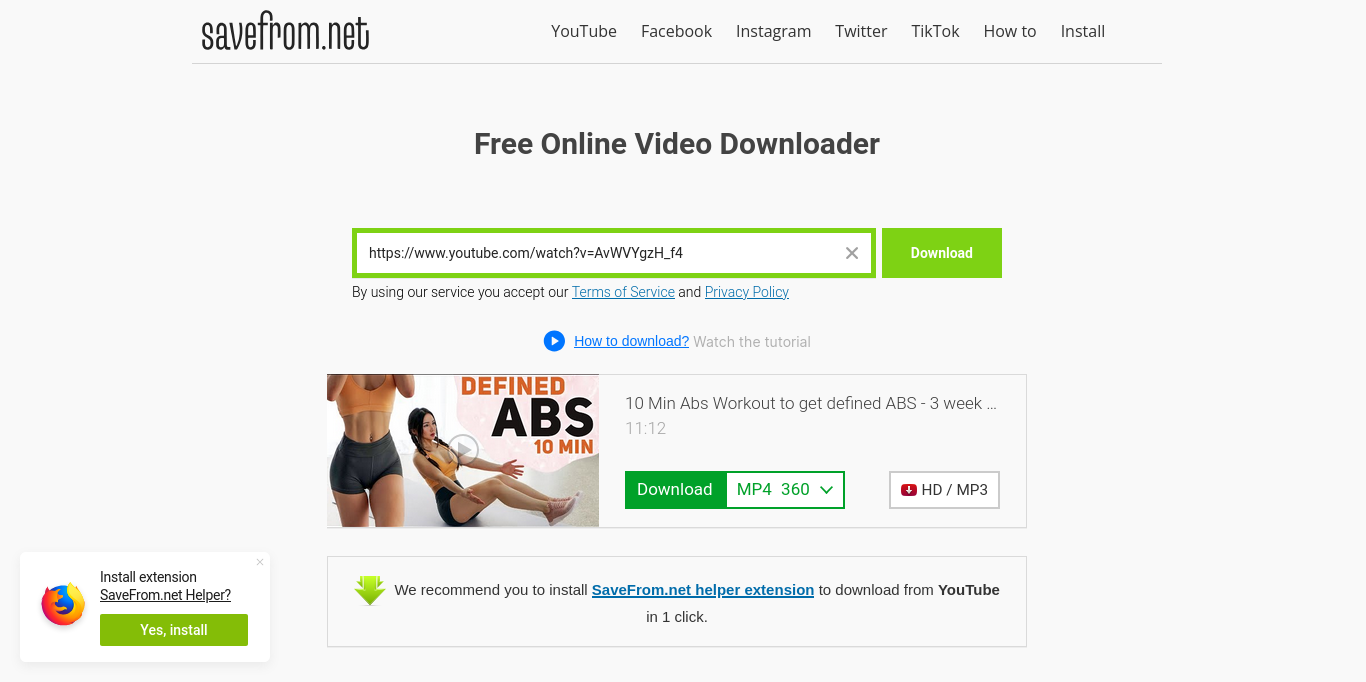 savefrom.net
YouTube Facebook Instagram Twitter TikTok How to Install
Free Online Video Downloader
https://www.youtube.com/watch?v=AvWVYgzH_f4
Download
By using our service you accept our Terms of Service and Privacy Policy
How to download? Watch the tutorial
DEFINED
ABS
10 MIN
10 Min Abs Workout to get defined ABS - 3 week ...
11:12
Download MP4 360
HD / MP3
We recommend you to install SaveFrom.net helper extension to download from YouTube
in 1 click.
Install extension
SaveFrom.net Helper?
Yes, install